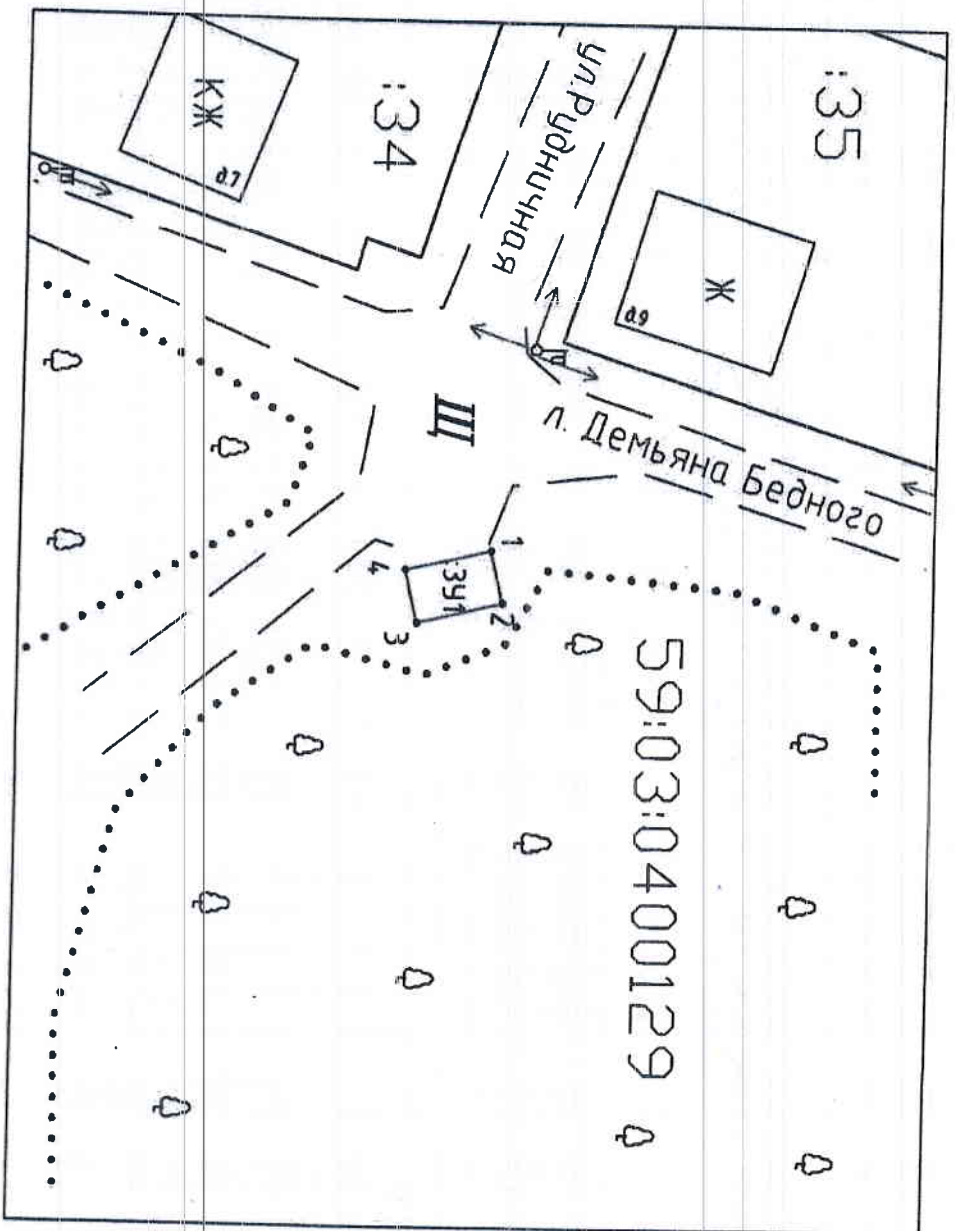 :35
Ж
д.9
ул.Рудничная
:34
КЖ
д.7
л. Демьяна Бедного
Щ
1
2
3
4
:ЗУ1
59:03:0400129